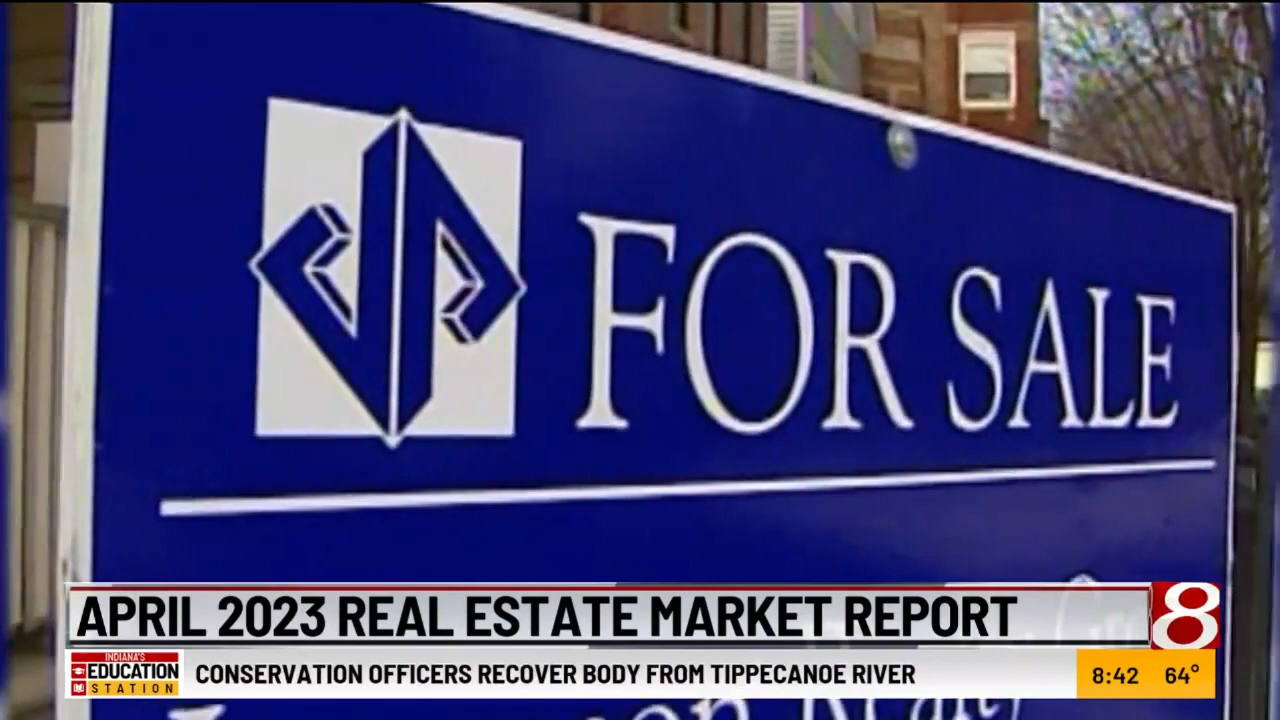 FOR SALE
APRIL 2023 REAL ESTATE MARKET REPORT
8
INDIANA'S
EDUCATION
STATION
CONSERVATION OFFICERS RECOVER BODY FROM TIPPECANOE RIVER
8:42 64°